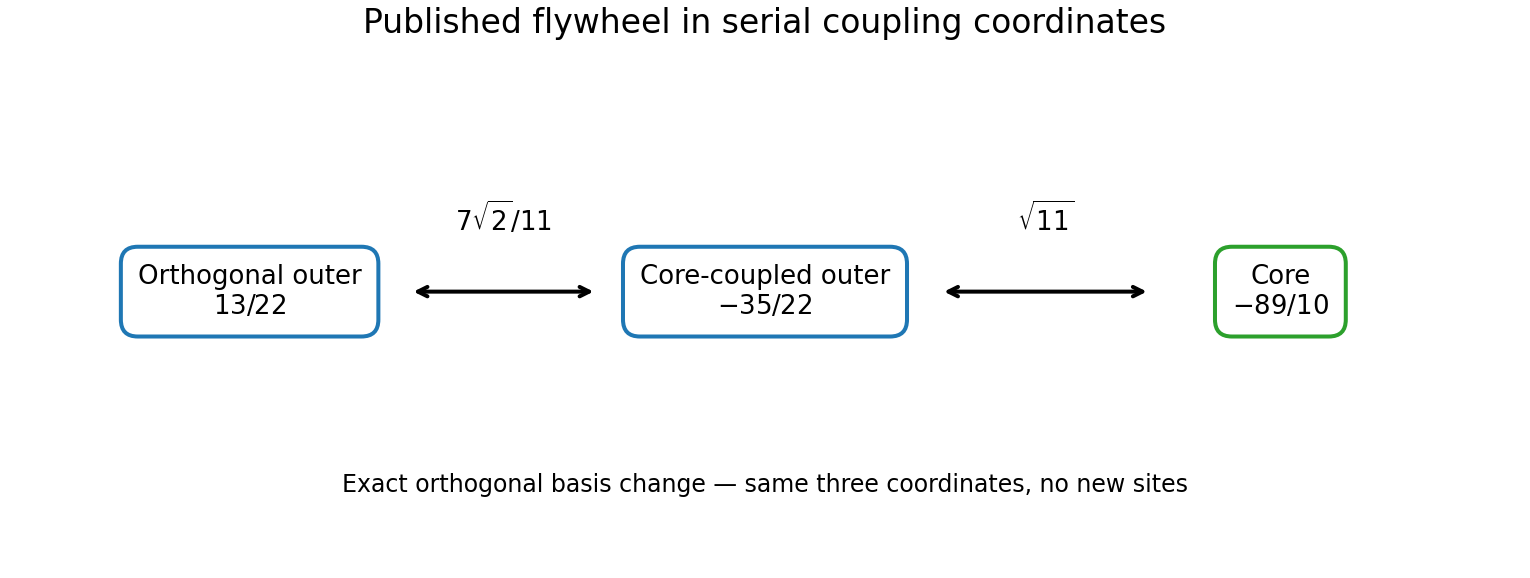 Published flywheel in serial coupling coordinates
7√2/11
√11
Orthogonal outer
13/22
Core-coupled outer
−35/22
Core
−89/10
Exact orthogonal basis change — same three coordinates, no new sites